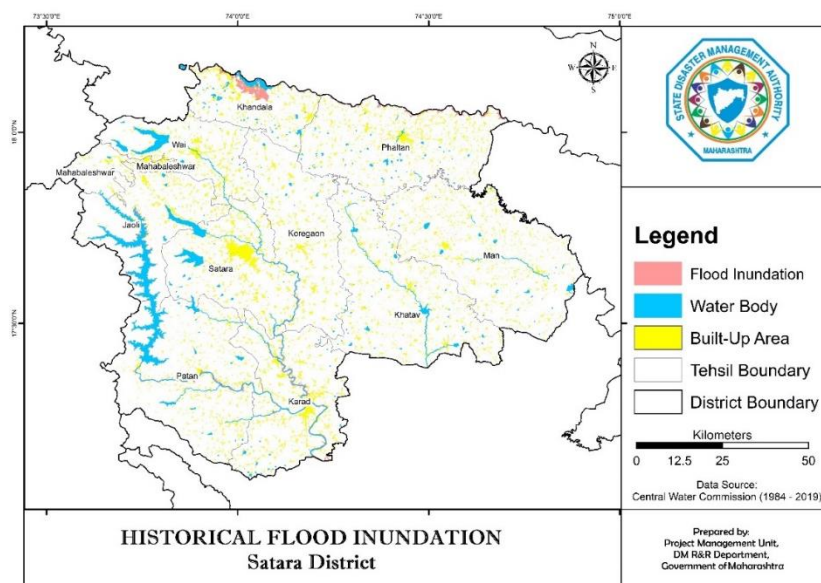 73°30'0"E
74°0'0"E
74°30'0"E
75°0'0"E
N
W
E
S
18°0'0"N
17°30'0"N
Khandala
Wai
Phaltan
Mahabaleshwar
Mahabaleshwar
Jaoli
Koregaon
Satara
Man
Khatav
Patan
Karad
STATE DISASTER MANAGEMENT AUTHORITY
MAHARASHTRA
Legend
Flood Inundation
Water Body
Built-Up Area
Tehsil Boundary
District Boundary
Kilometers
0 12.5 25 50
Data Source:
Central Water Commission (1984 - 2019)
HISTORICAL FLOOD INUNDATION
Satara District
Prepared by:
Project Management Unit,
DM R&R Department,
Government of Maharashtra